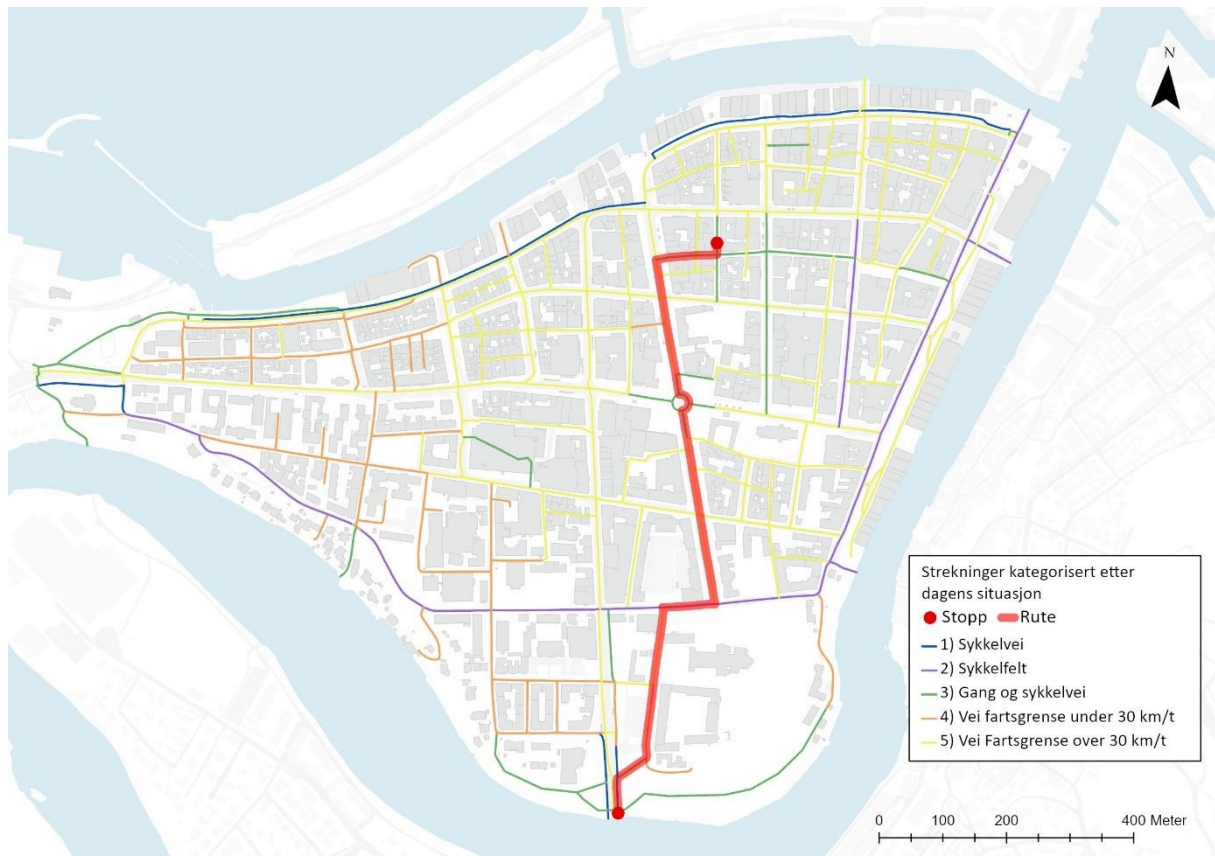 N
Strekninger kategorisert etter
dagens situasjon
Stopp Rute
1) Sykkelvei
2) Sykkelfelt
3) Gang og sykkelvei
4) Vei fartsgrense under 30 km/t
5) Vei Fartsgrense over 30 km/t
0 100 200 400 Meter